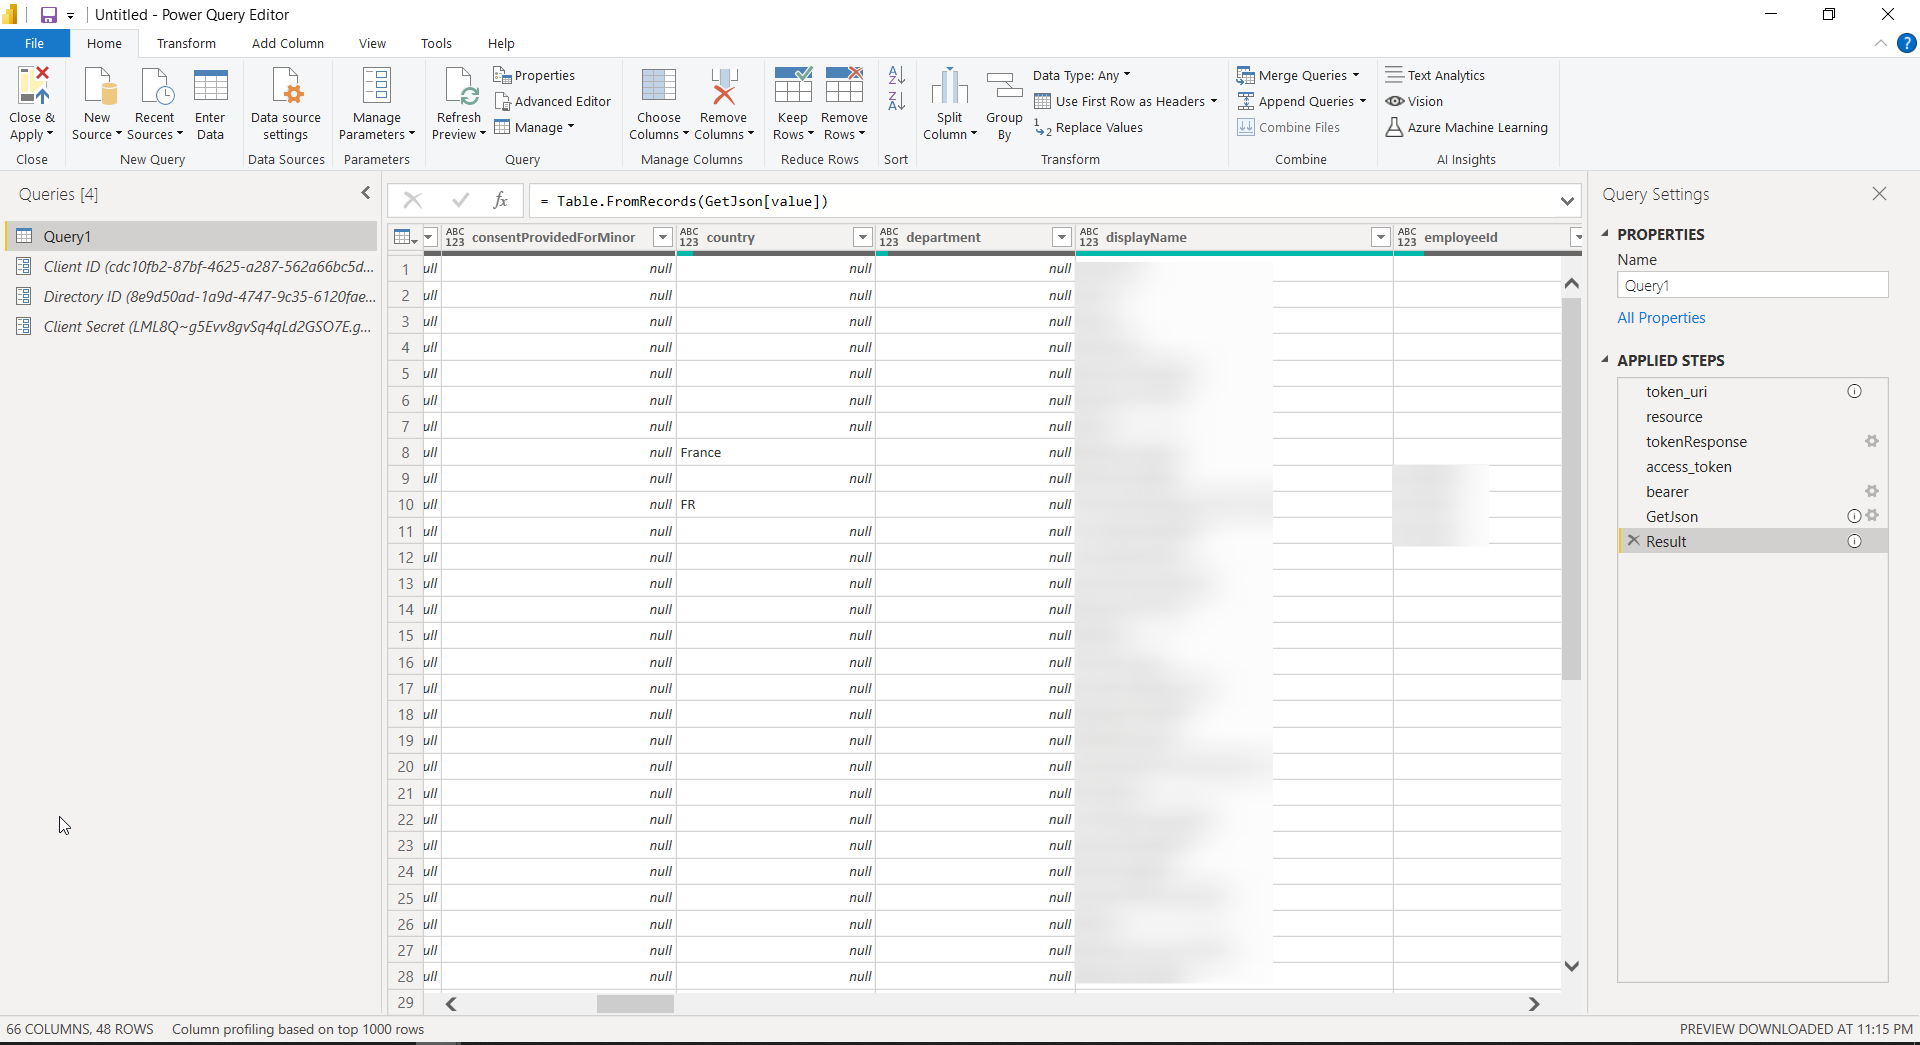 Untitled - Power Query Editor
File Home Transform Add Column View Tools Help
Close & Apply
New Source
Recent Sources
Enter Data
Data source settings
Manage Parameters
Refresh Preview
Properties
Advanced Editor
Manage
Choose Columns
Remove Columns
Keep Rows
Remove Rows
Split Column
Group By
Data Type: Any
Use First Row as Headers
Replace Values
Merge Queries
Append Queries
Combine Files
Text Analytics
Vision
Azure Machine Learning
Close New Query Data Sources Parameters Query Manage Columns Reduce Rows Sort Transform Combine AI Insights
Queries [4]
Query1
Client ID (cdc10fb2-87bf-4625-a287-562a66bc5d...
Directory ID (8e9d50ad-1a9d-4747-9c35-6120fae...
Client Secret (LML8Q~g5Evv8gvSq4qLd2GSO7E.g...
fx = Table.FromRecords(GetJson[value])
ABC 123 consentProvidedForMinor ABC 123 country ABC 123 department ABC 123 displayName ABC 123 employeeId
1 ull null null null
2 ull null null null
3 ull null null null
4 ull null null null
5 ull null null null
6 ull null null null
7 ull null null null
8 ull null France null
9 ull null null null
10 ull null FR null
11 ull null null null
12 ull null null null
13 ull null null null
14 ull null null null
15 ull null null null
16 ull null null null
17 ull null null null
18 ull null null null
19 ull null null null
20 ull null null null
21 ull null null null
22 ull null null null
23 ull null null null
24 ull null null null
25 ull null null null
26 ull null null null
27 ull null null null
28 ull null null null
29
Query Settings
PROPERTIES
Name
Query1
All Properties
APPLIED STEPS
token_uri
resource
tokenResponse
access_token
bearer
GetJson
Result
66 COLUMNS, 48 ROWS Column profiling based on top 1000 rows PREVIEW DOWNLOADED AT 11:15 PM